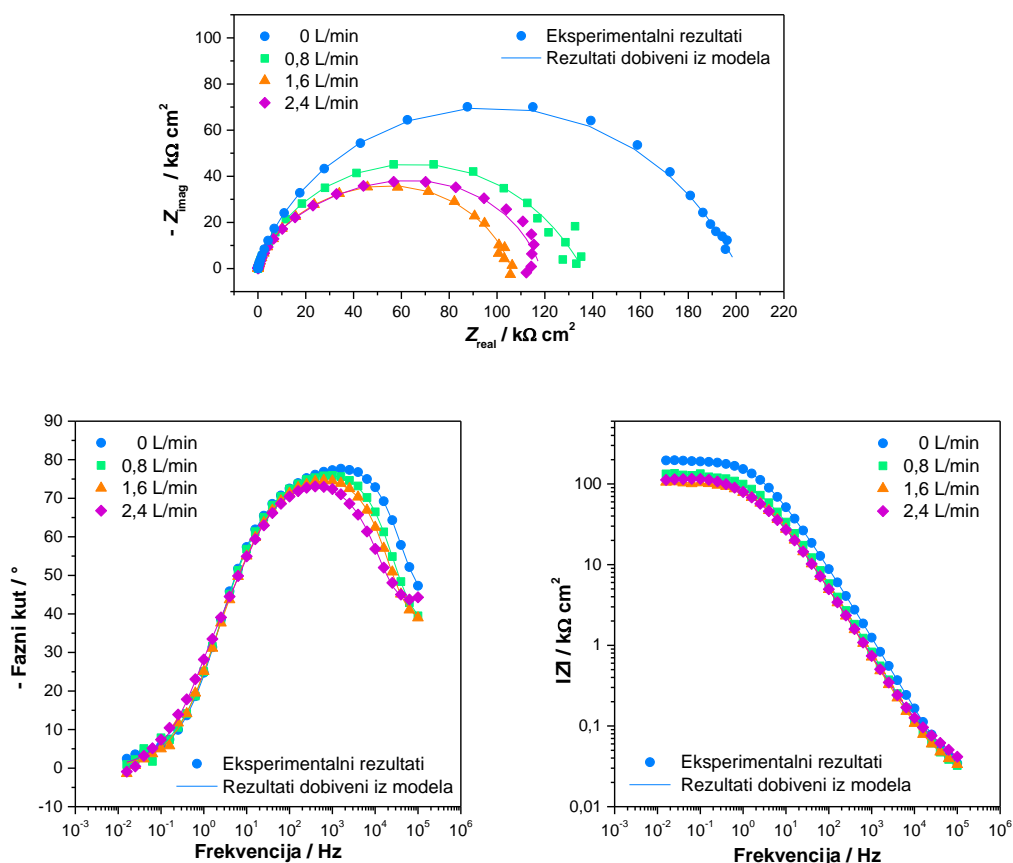 100
80
60
40
20
0
- Zimag / kΩ cm²
0 L/min
0,8 L/min
1,6 L/min
2,4 L/min
Eksperimentalni rezultati
Rezultati dobiveni iz modela
0 20 40 60 80 100 120 140 160 180 200 220
Zreal / kΩ cm²
90
80
70
60
50
40
30
20
10
0
-10
- Fazni kut / °
0 L/min
0,8 L/min
1,6 L/min
2,4 L/min
Eksperimentalni rezultati
Rezultati dobiveni iz modela
10⁻³ 10⁻² 10⁻¹ 10⁰ 10¹ 10² 10³ 10⁴ 10⁵ 10⁶
Frekvencija / Hz
100
10
1
0,1
0,01
|Z| / kΩ cm²
0 L/min
0,8 L/min
1,6 L/min
2,4 L/min
Eksperimentalni rezultati
Rezultati dobiveni iz modela
10⁻³ 10⁻² 10⁻¹ 10⁰ 10¹ 10² 10³ 10⁴ 10⁵ 10⁶
Frekvencija / Hz